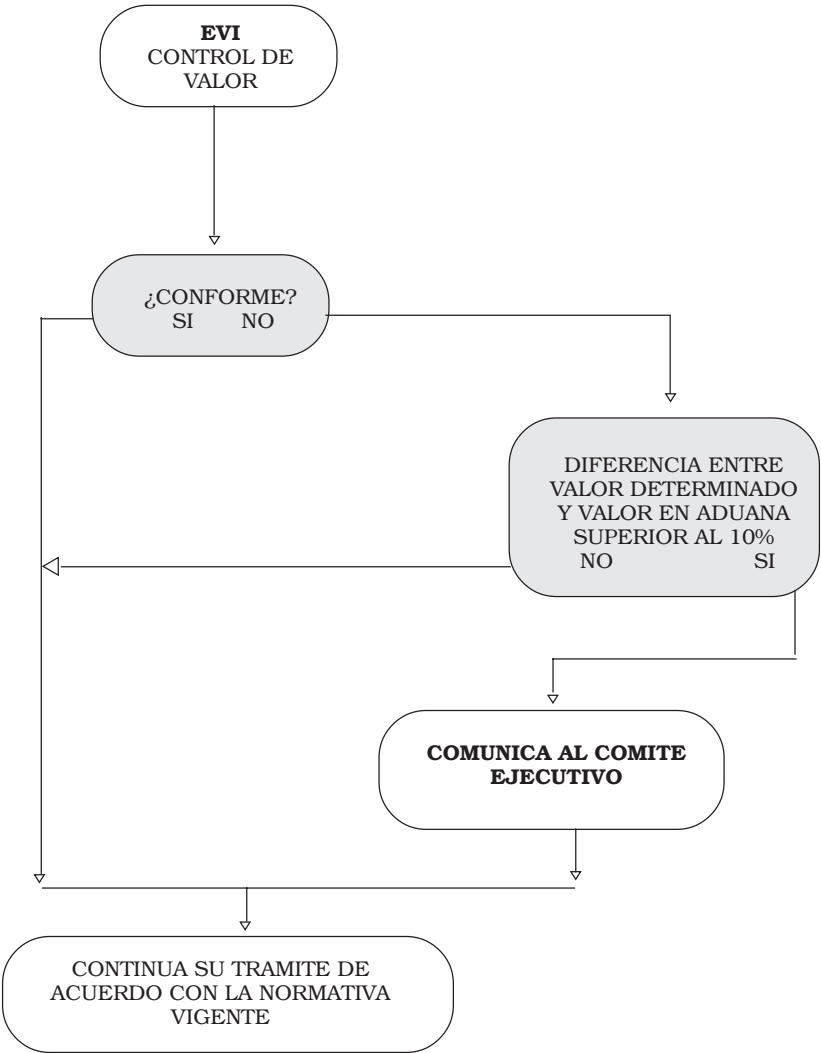 EVI
CONTROL DE
VALOR
¿CONFORME?
SI NO
DIFERENCIA ENTRE
VALOR DETERMINADO
Y VALOR EN ADUANA
SUPERIOR AL 10%
NO SI
COMUNICA AL COMITE
EJECUTIVO
CONTINUA SU TRAMITE DE
ACUERDO CON LA NORMATIVA
VIGENTE